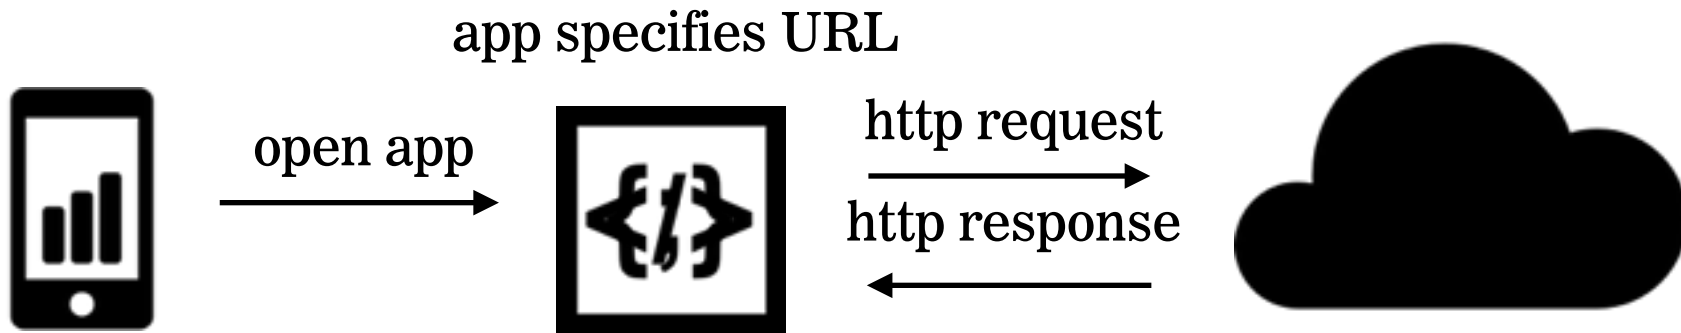 app specifies URL
open app
http request
http response